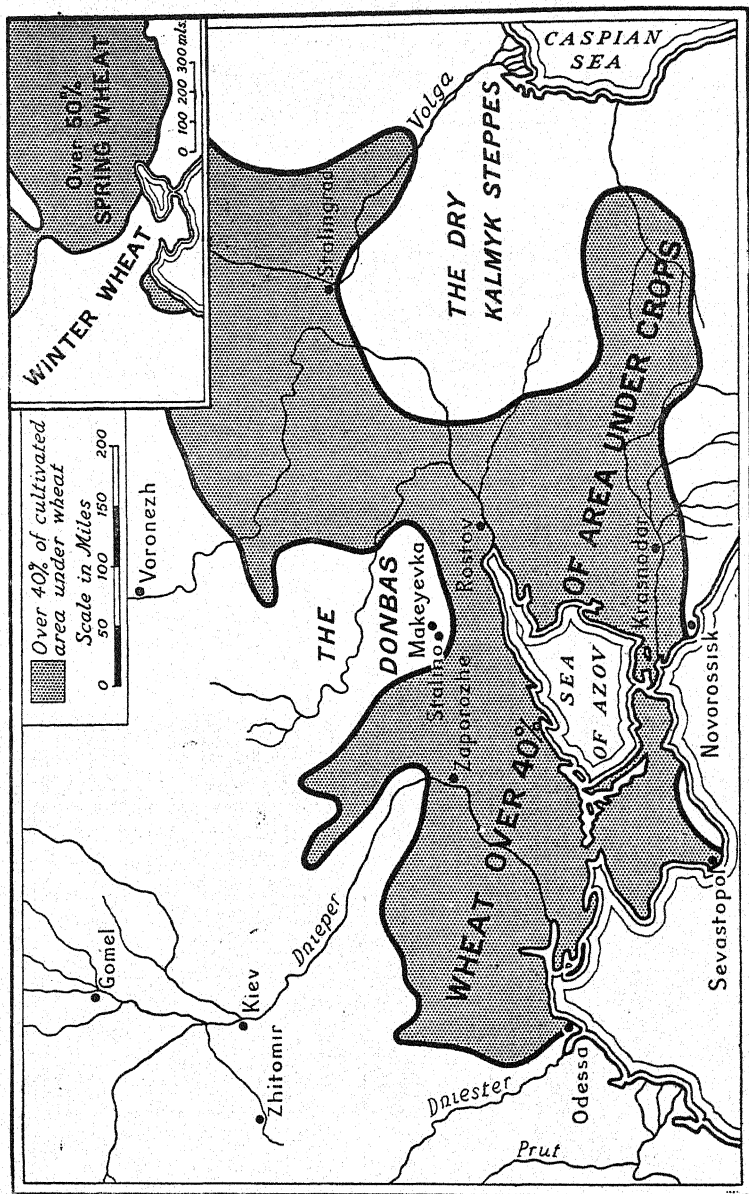 WINTER WHEAT
Over 50%
SPRING WHEAT
0 100 200 300 mls.
Over 40% of cultivated
area under wheat
Scale in Miles
0 50 100 150 200
Voronezh
Gomel
Kiev
Zhitomir
Dnieper
THE
DONBAS
Makeyevka
Stalino
Zaporozhe
Rostov
Stalingrad
Volga
THE DRY
KALMYK STEPPES
CASPIAN
SEA
WHEAT OVER 40% OF AREA UNDER CROPS
SEA
OF AZOV
Krasnodar
Novorossisk
Sevastopol
Odessa
Dniester
Prut